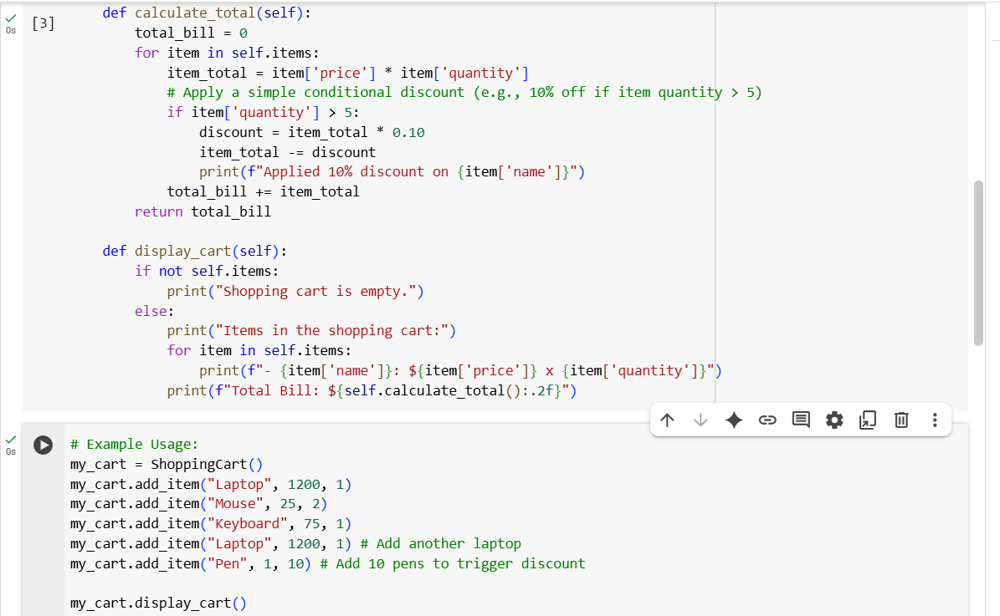 0s
[3]
    def calculate_total(self):
        total_bill = 0
        for item in self.items:
            item_total = item['price'] * item['quantity']
            # Apply a simple conditional discount (e.g., 10% off if item quantity > 5)
            if item['quantity'] > 5:
                discount = item_total * 0.10
                item_total -= discount
                print(f"Applied 10% discount on {item['name']}")
            total_bill += item_total
        return total_bill

    def display_cart(self):
        if not self.items:
            print("Shopping cart is empty.")
        else:
            print("Items in the shopping cart:")
            for item in self.items:
                print(f"- {item['name']}: ${item['price']} x {item['quantity']}")
            print(f"Total Bill: ${self.calculate_total():.2f}")
0s
# Example Usage:
my_cart = ShoppingCart()
my_cart.add_item("Laptop", 1200, 1)
my_cart.add_item("Mouse", 25, 2)
my_cart.add_item("Keyboard", 75, 1)
my_cart.add_item("Laptop", 1200, 1) # Add another laptop
my_cart.add_item("Pen", 1, 10) # Add 10 pens to trigger discount

my_cart.display_cart()